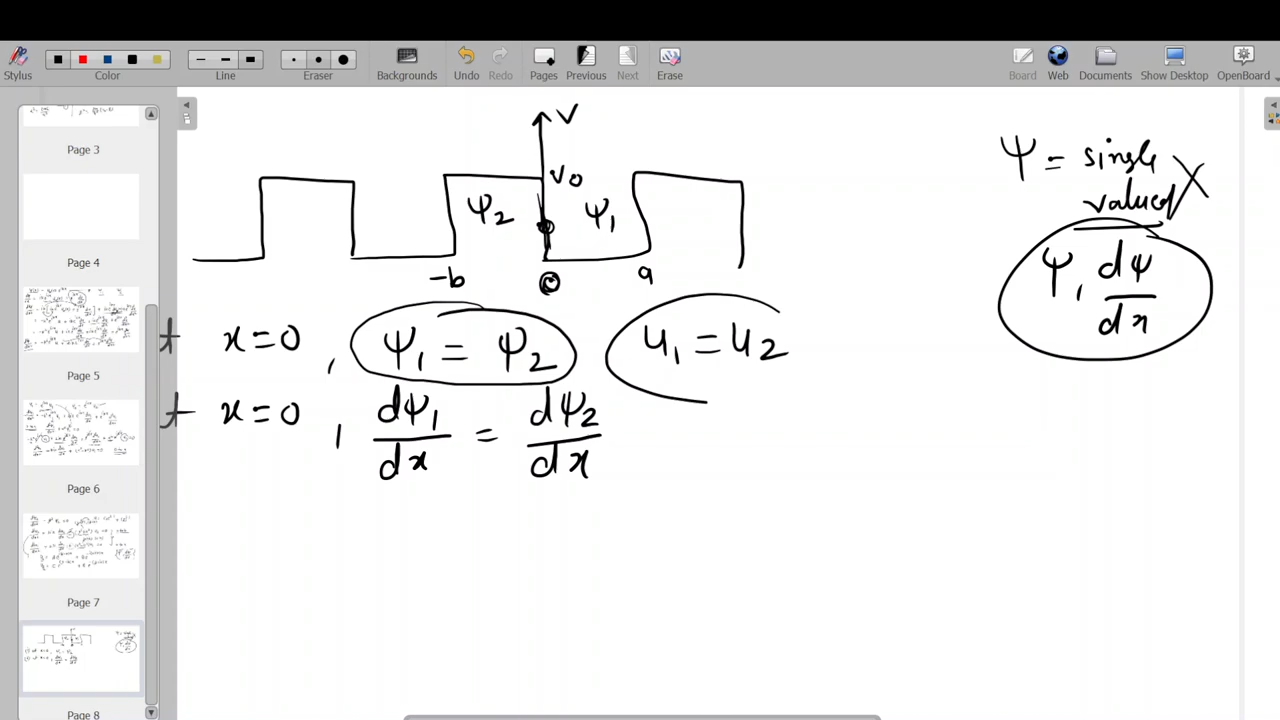 Stylus
Color
Line
Eraser
Backgrounds
Undo
Redo
Pages
Previous
Next
Erase
Board
Web
Documents
Show Desktop
OpenBoard
Page 3
Page 4
Page 5
Page 6
Page 7
Page 8
V
V0
ψ2
ψ1
-b
0
a
t x=0, ψ1 = ψ2
u1 = u2
t x=0, dψ1/dx = dψ2/dx
ψ = single
valued
ψ, dψ/dx